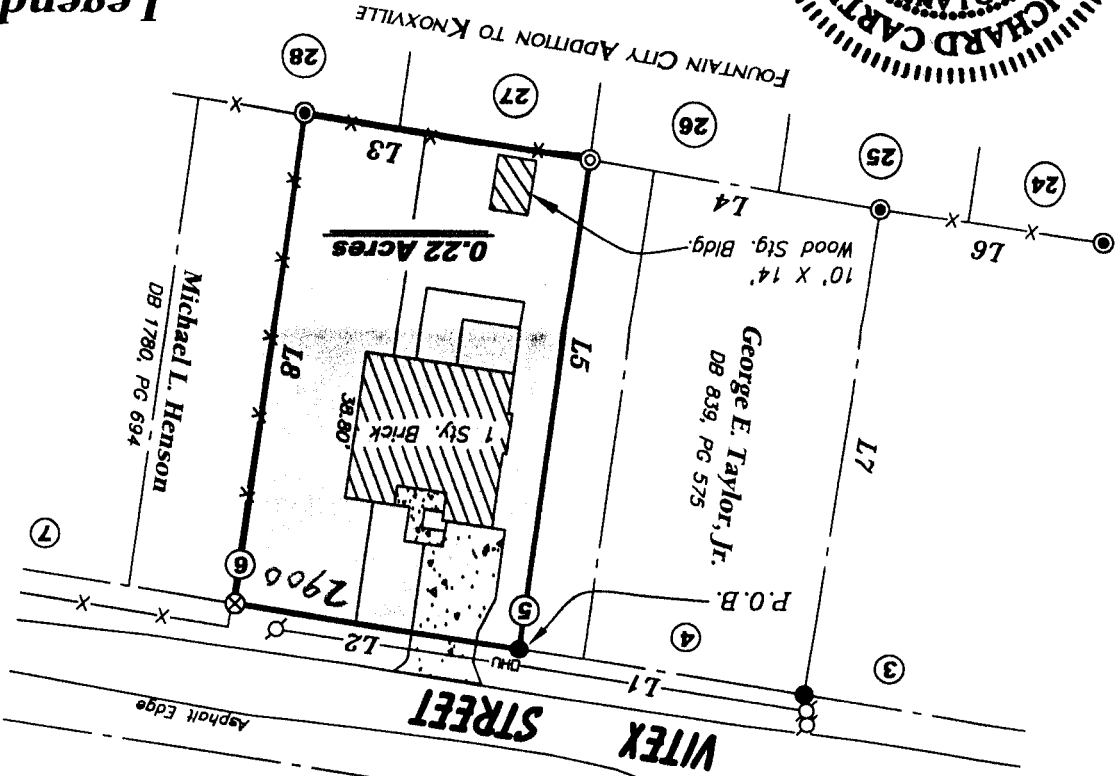 VITEX STREET
Asphalt Edge
L1
OHU
L2
3
4
5
6
7
P.O.B.
2900
L7
George E. Taylor, Jr.
DB 839, PG 575
L5
1 Sty. Brick
38.80'
L8
Michael L. Henson
DB 1780, PG 694
10' X 14'
Wood Stg. Bldg.
0.22 Acres
L6
L4
L3
24
25
26
27
28
FOUNTAIN CITY ADDITION TO KNOXVILLE
Legend